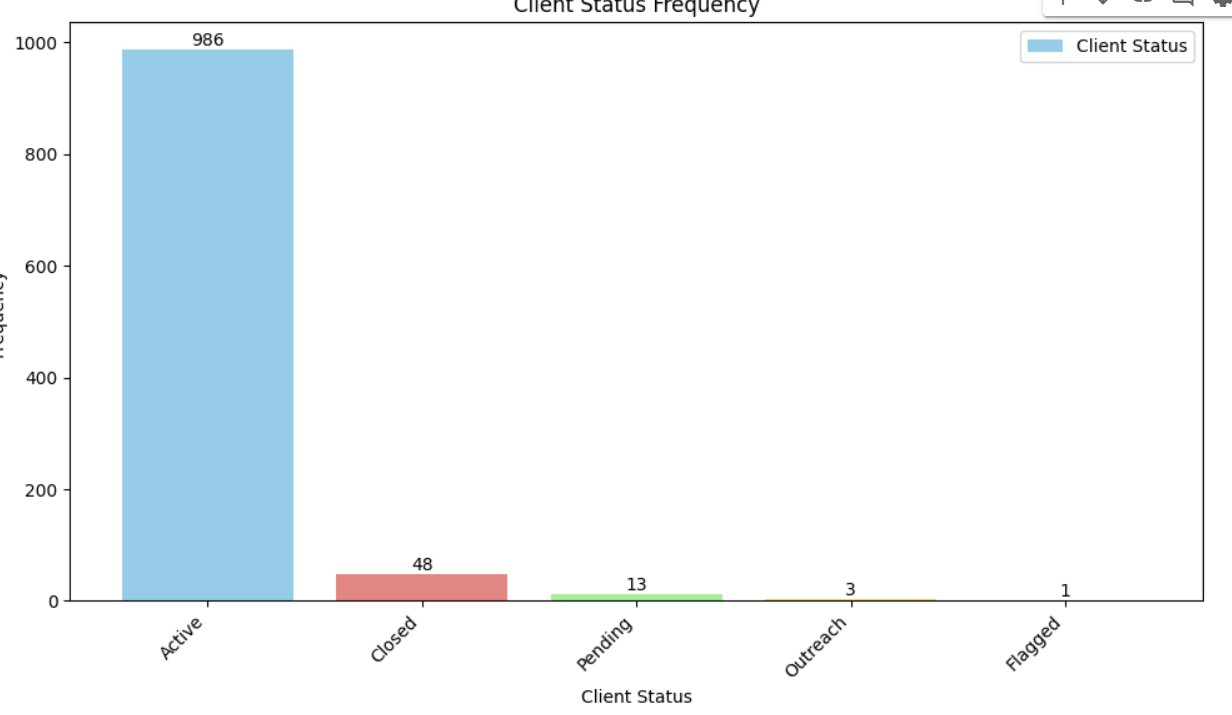 Client Status Frequency
Client Status
1000
800
600
400
200
0
986
48
13
3
1
Active
Closed
Pending
Outreach
Flagged
Client Status